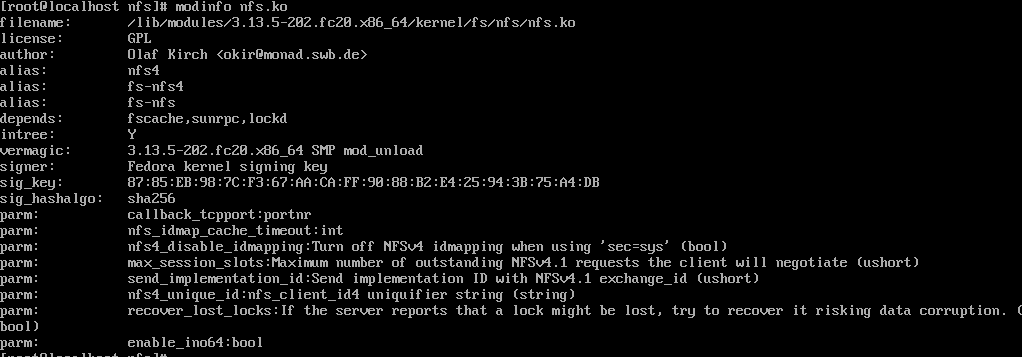 [root@localhost nfs]# modinfo nfs.ko
filename:       /lib/modules/3.13.5-202.fc20.x86_64/kernel/fs/nfs/nfs.ko
license:        GPL
author:         Olaf Kirch <okir@monad.swb.de>
alias:          nfs4
alias:          fs-nfs4
alias:          fs-nfs
depends:        fscache,sunrpc,lockd
intree:         Y
vermagic:       3.13.5-202.fc20.x86_64 SMP mod_unload
signer:         Fedora kernel signing key
sig_key:        87:85:EB:98:7C:F3:67:AA:CA:FF:90:88:B2:E4:25:94:3B:75:A4:DB
sig_hashalgo:   sha256
parm:           callback_tcpport:portnr
parm:           nfs_idmap_cache_timeout:int
parm:           nfs4_disable_idmapping:Turn off NFSv4 idmapping when using 'sec=sys' (bool)
parm:           max_session_slots:Maximum number of outstanding NFSv4.1 requests the client will negotiate (ushort)
parm:           send_implementation_id:Send implementation ID with NFSv4.1 exchange_id (ushort)
parm:           nfs4_unique_id:nfs_client_id4 uniquifier string (string)
parm:           recover_lost_locks:If the server reports that a lock might be lost, try to recover it risking data corruption. (
bool)
parm:           enable_ino64:bool
[root@localhost nfs]#